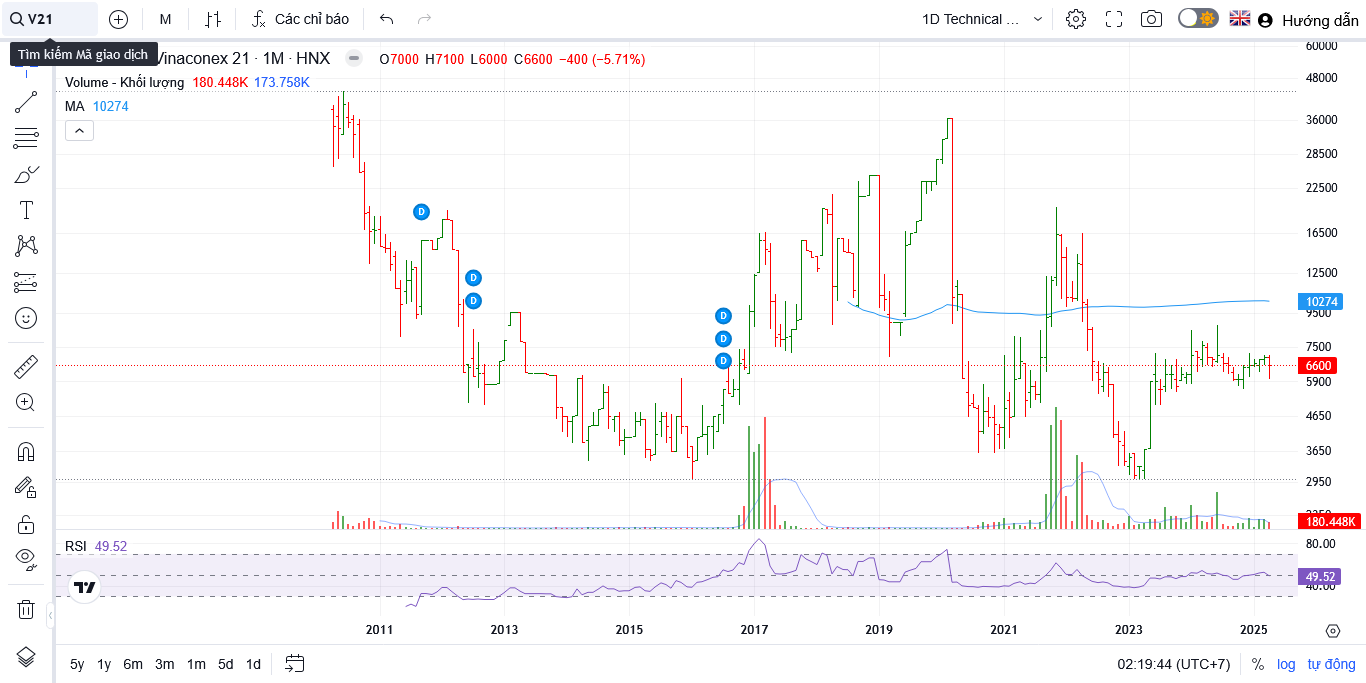 V21
M
Các chỉ báo
1D Technical ...
Hướng dẫn
Tìm kiếm Mã giao dịch
Vinaconex 21 · 1M · HNX
O7000 H7100 L6000 C6600 −400 (−5.71%)
Volume - Khối lượng 180.448K 173.758K
MA 10274
60000
48000
36000
28500
22500
16500
12500
10274
9500
7500
6600
5900
4650
3650
2950
180.448K
D
D
D
D
D
D
RSI 49.52
80.00
49.52
40.00
2011 2013 2015 2017 2019 2021 2023 2025
5y 1y 6m 3m 1m 5d 1d
02:19:44 (UTC+7) % log tự động